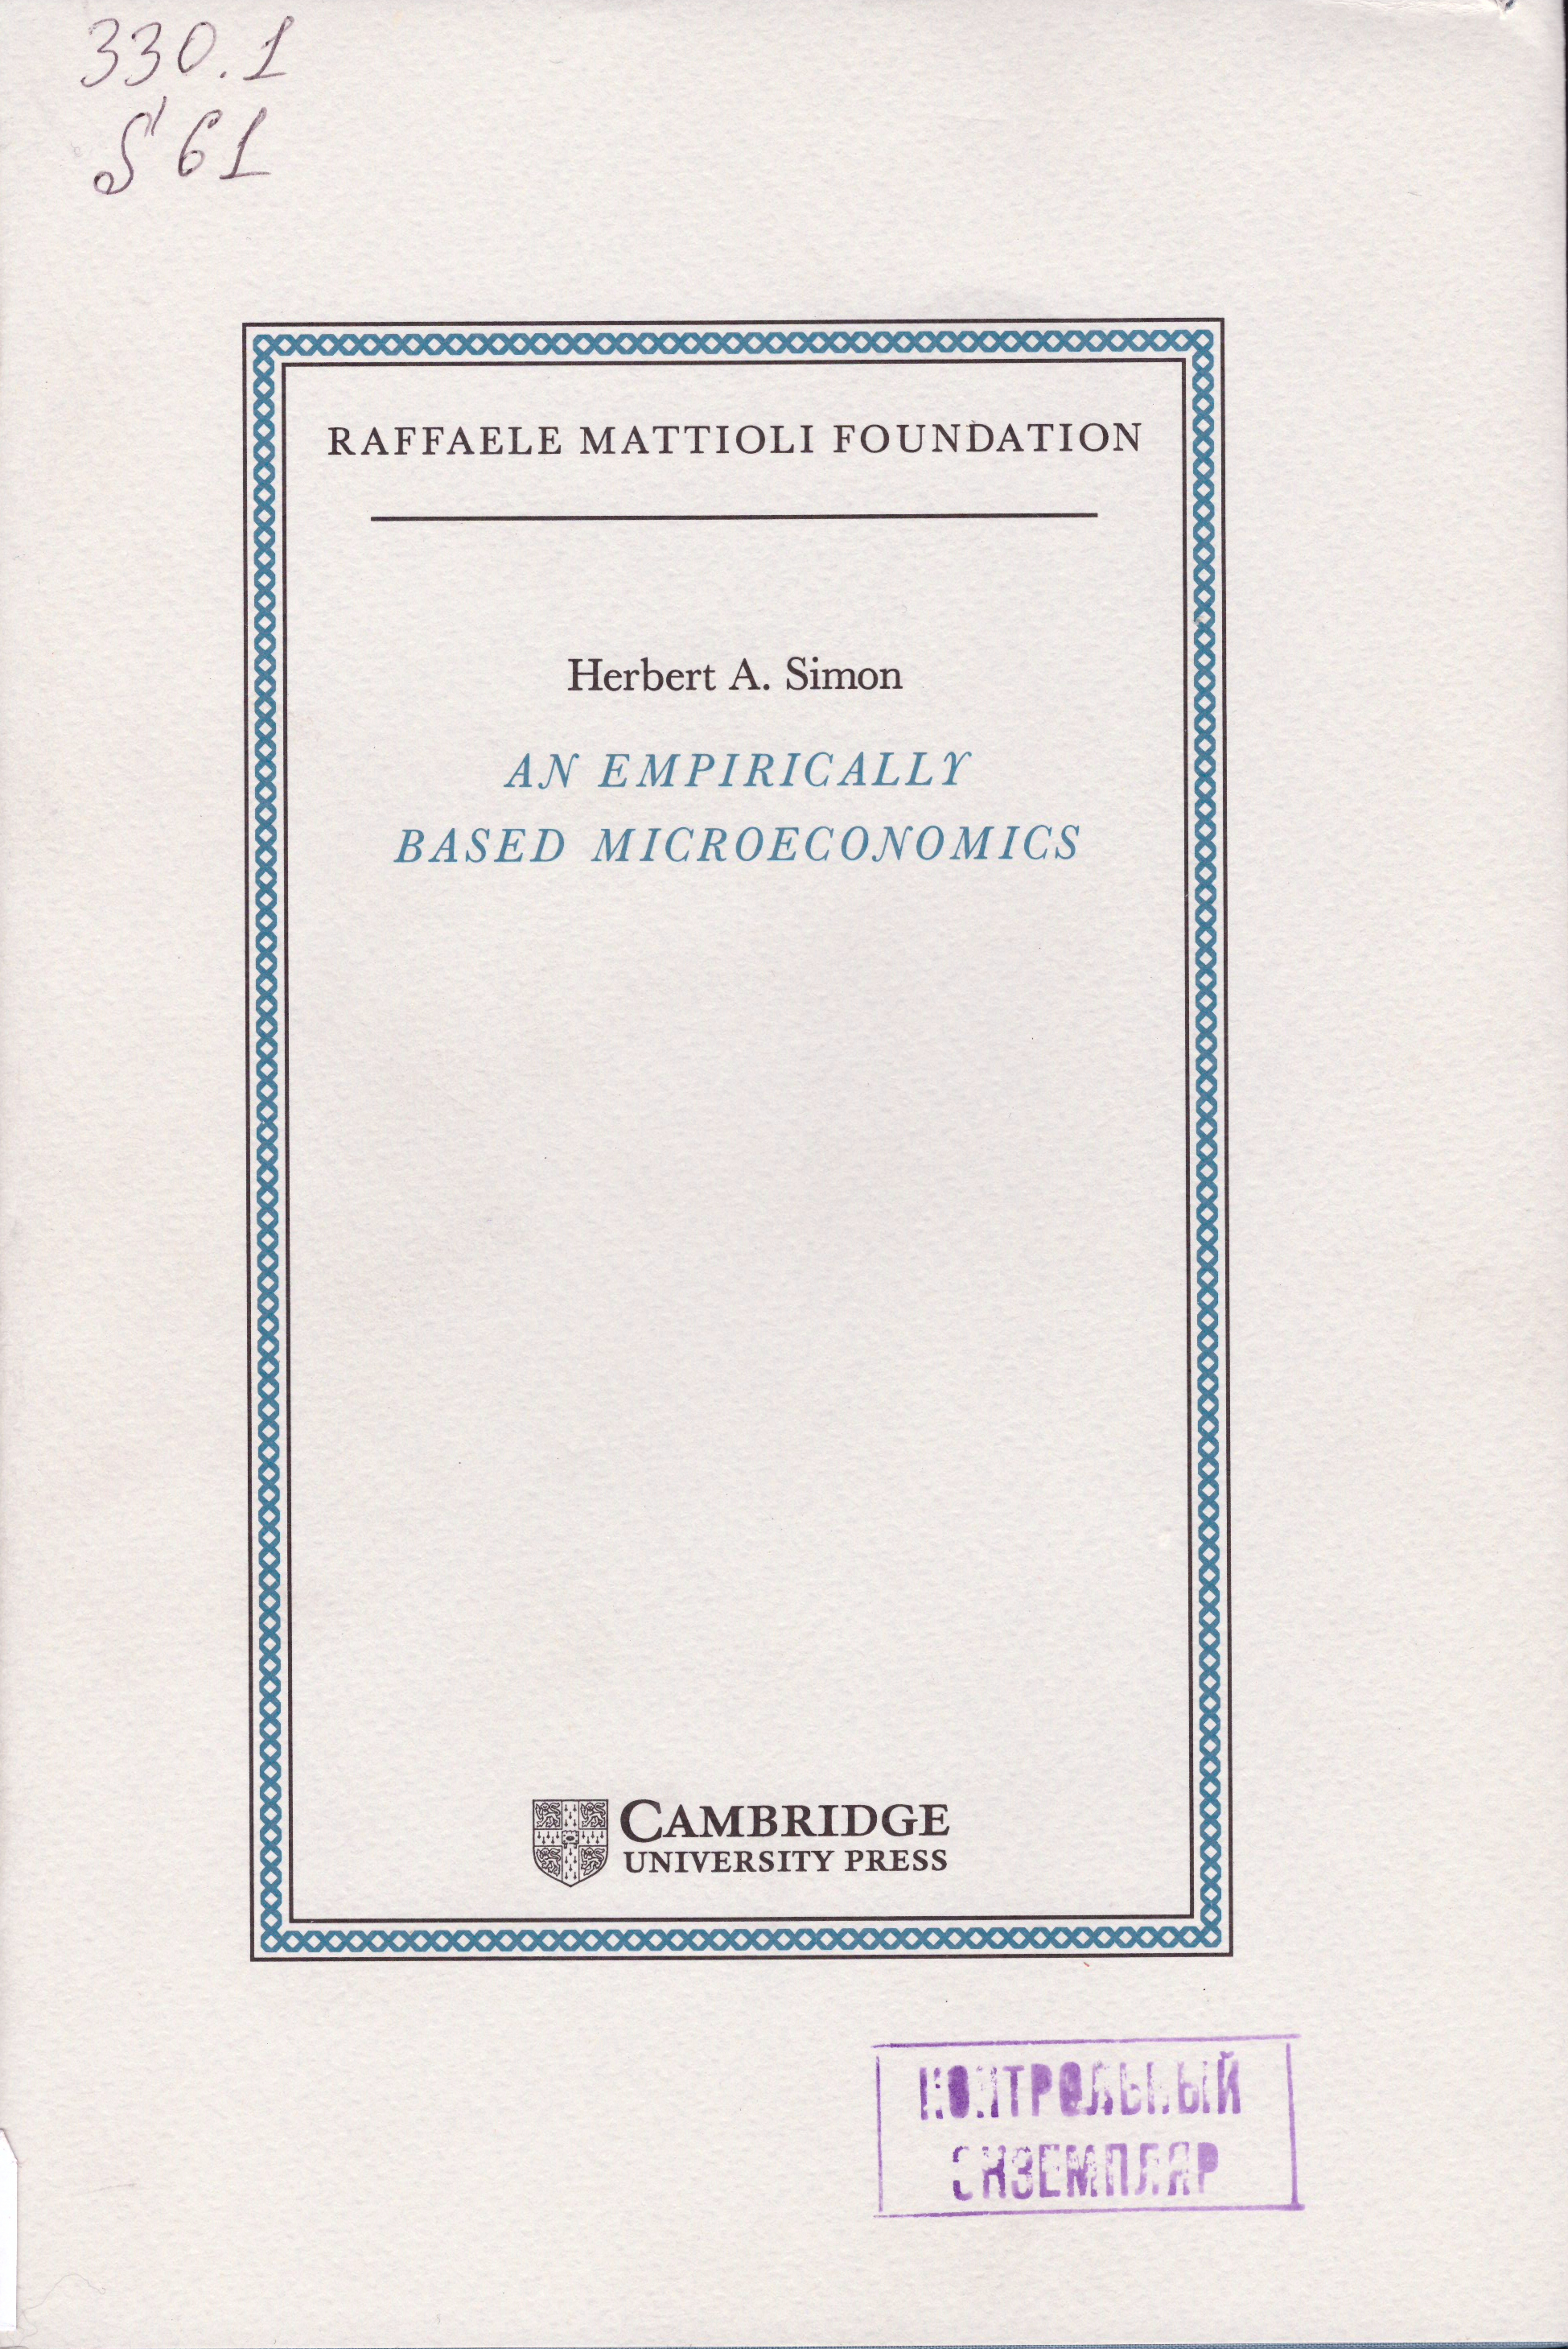 330.1
S 61
RAFFAELE MATTIOLI FOUNDATION
Herbert A. Simon
AN EMPIRICALLY
BASED MICROECONOMICS
CAMBRIDGE
UNIVERSITY PRESS
КОНТРОЛЬНЫЙ
ЭКЗЕМПЛЯР